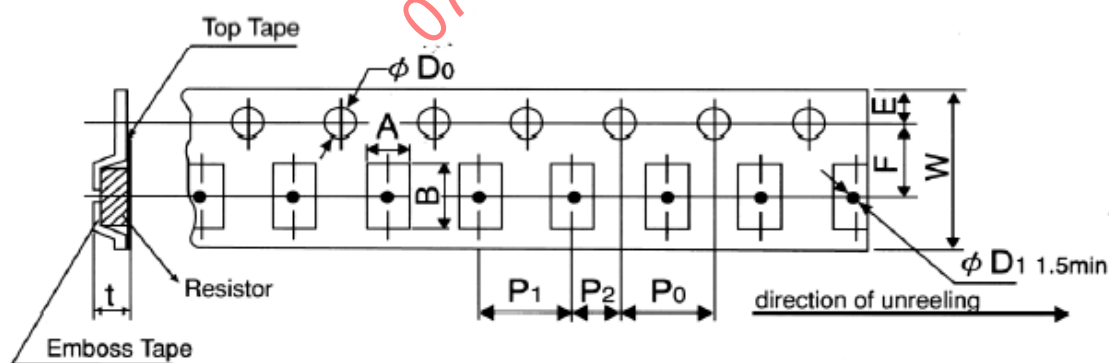 Top Tape
φ D0
A
B
E
F
W
t
Resistor
Emboss Tape
P1
P2
P0
φ D1 1.5min
direction of unreeling